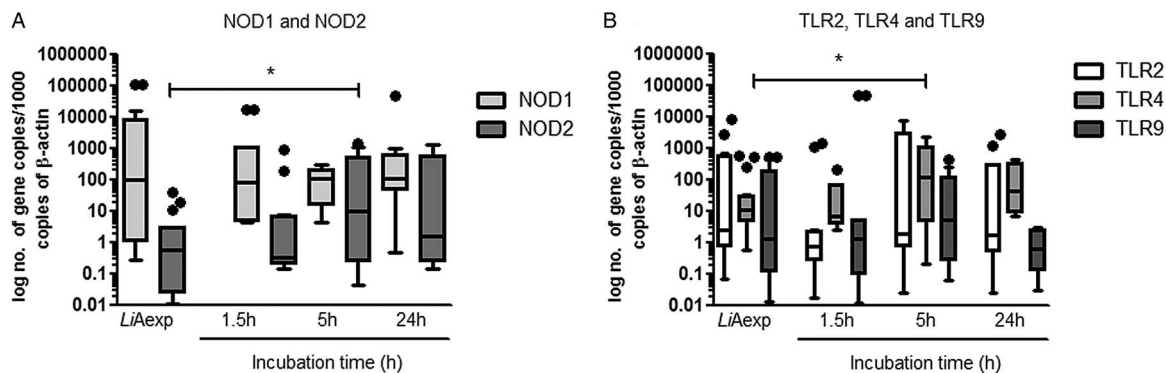 A
NOD1 and NOD2
log no. of gene copies/1000
copies of β-actin
1000000
100000
10000
1000
100
10
1
0.1
0.01
*
NOD1
NOD2
LiAexp
1.5h
5h
24h
Incubation time (h)
B
TLR2, TLR4 and TLR9
log no. of gene copies/1000
copies of β-actin
1000000
100000
10000
1000
100
10
1
0.1
0.01
*
TLR2
TLR4
TLR9
LiAexp
1.5h
5h
24h
Incubation time (h)